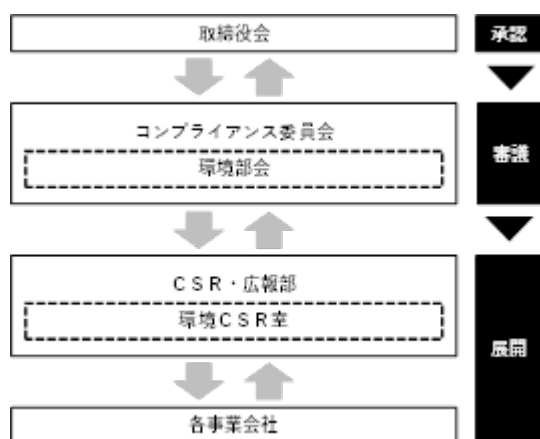 取締役会
承認
コンプライアンス委員会
環境部会
審議
ＣＳＲ・広報部
環境ＣＳＲ室
展開
各事業会社